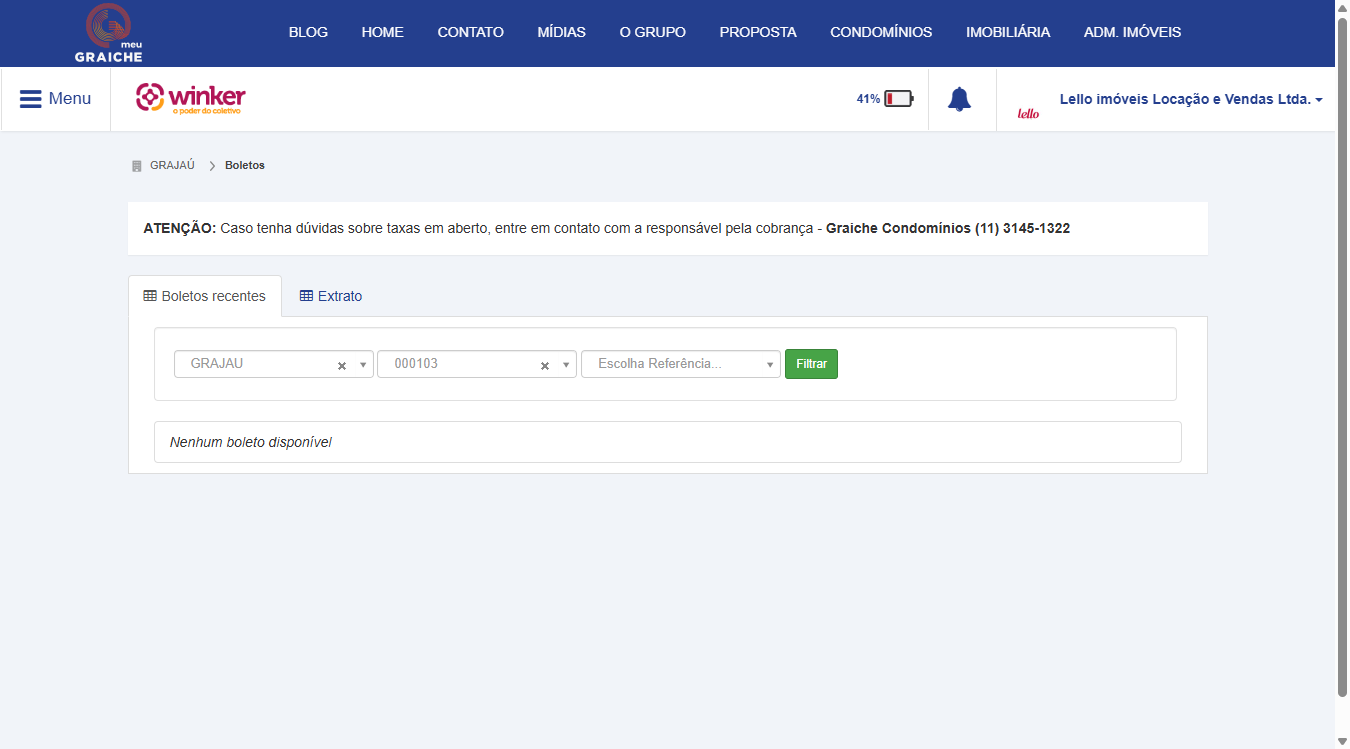 meu
GRAICHE
BLOG HOME CONTATO MÍDIAS O GRUPO PROPOSTA CONDOMÍNIOS IMOBILIÁRIA ADM. IMÓVEIS
Menu
winker
o poder do coletivo
41%
lello
Lello imóveis Locação e Vendas Ltda.
GRAJAÚ > Boletos
ATENÇÃO: Caso tenha dúvidas sobre taxas em aberto, entre em contato com a responsável pela cobrança - Graiche Condomínios (11) 3145-1322
Boletos recentes Extrato
GRAJAU × 000103 × Escolha Referência... Filtrar
Nenhum boleto disponível